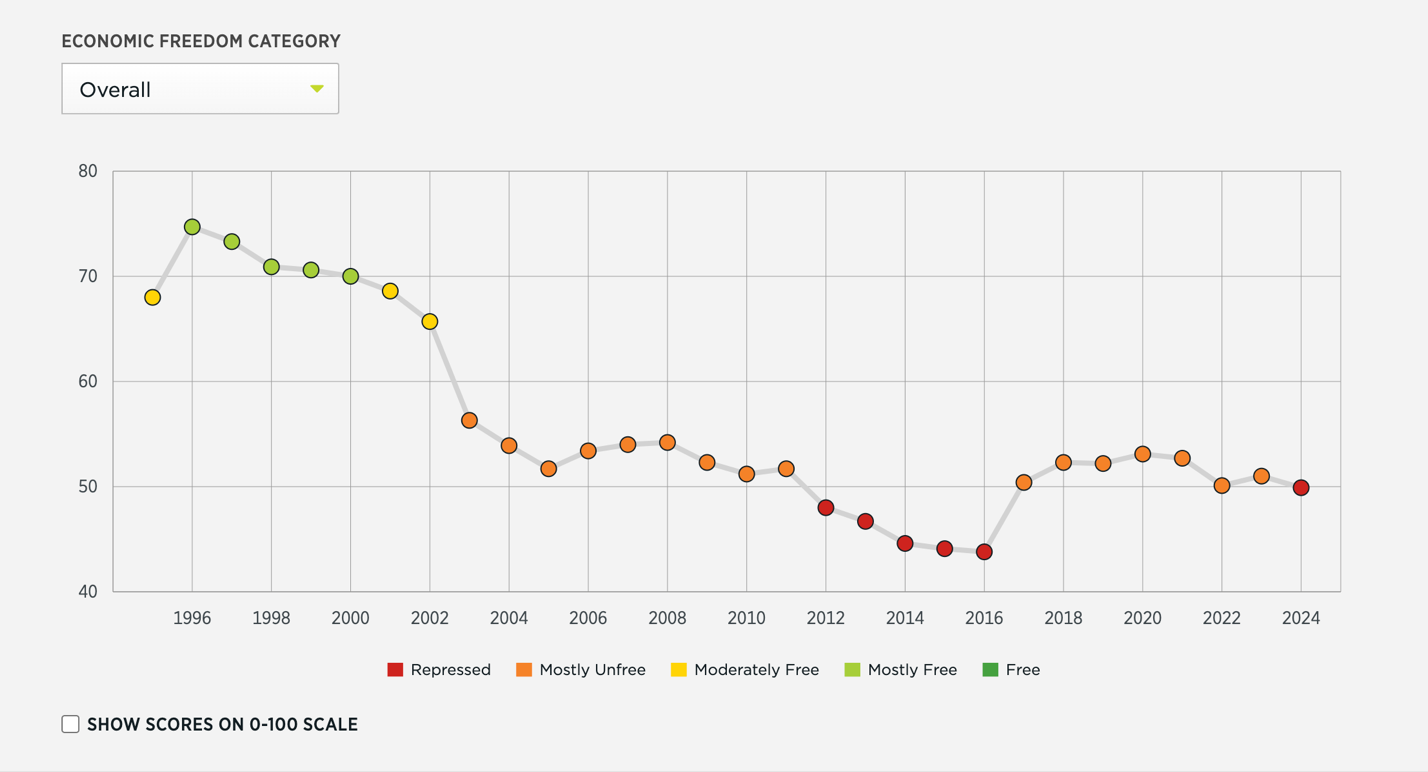 ECONOMIC FREEDOM CATEGORY
Overall
80
70
60
50
40
1996 1998 2000 2002 2004 2006 2008 2010 2012 2014 2016 2018 2020 2022 2024
Repressed Mostly Unfree Moderately Free Mostly Free Free
SHOW SCORES ON 0-100 SCALE